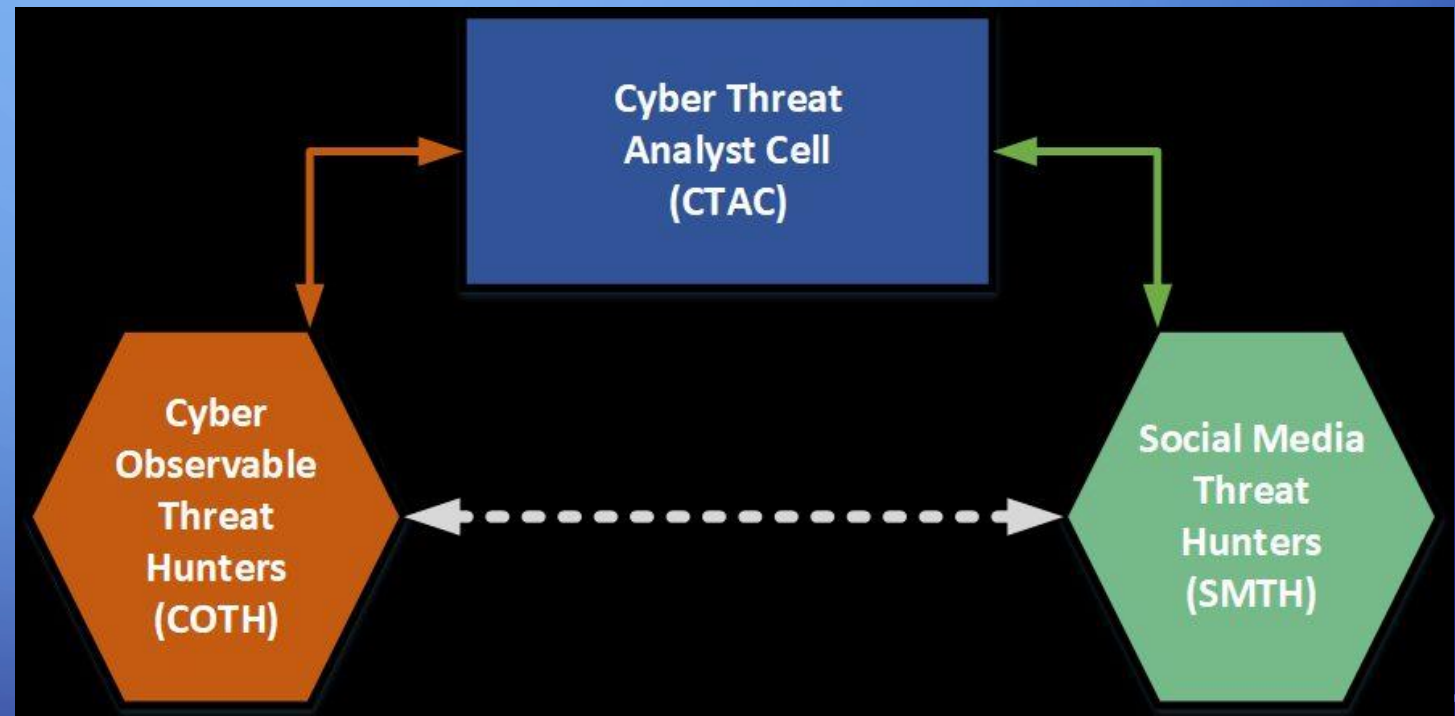 Cyber Threat
Analyst Cell
(CTAC)
Cyber
Observable
Threat
Hunters
(COTH)
Social Media
Threat
Hunters
(SMTH)